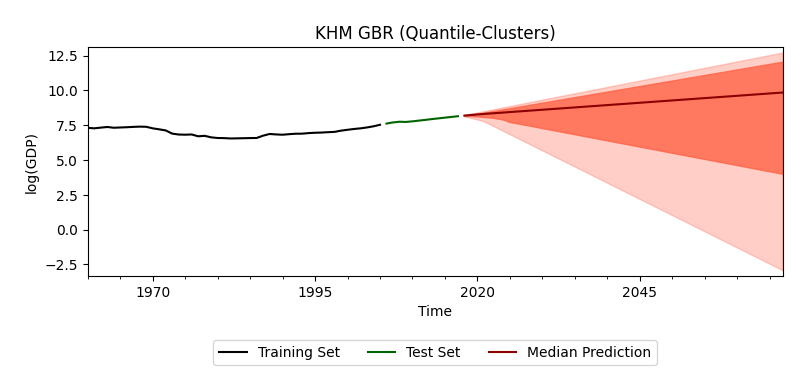 KHM GBR (Quantile-Clusters)
12.5
10.0
7.5
5.0
2.5
0.0
−2.5
log(GDP)
1970 1995 2020 2045
Time
Training Set Test Set Median Prediction